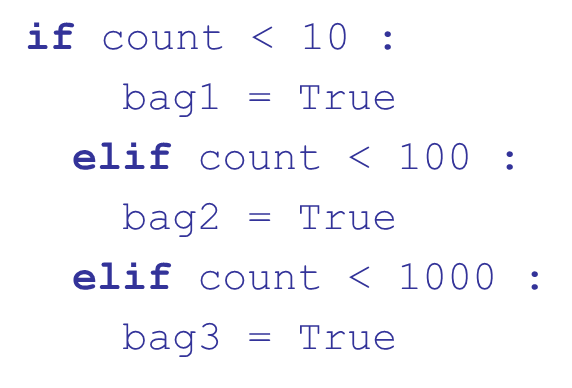 if count < 10 :
    bag1 = True
  elif count < 100 :
    bag2 = True
  elif count < 1000 :
    bag3 = True